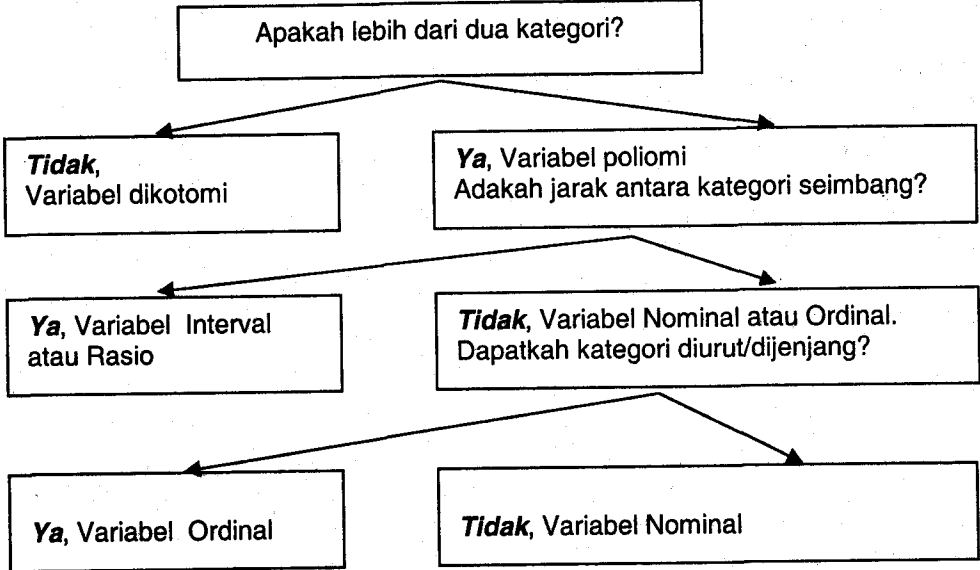 Apakah lebih dari dua kategori?
Tidak,
Variabel dikotomi
Ya, Variabel poliomi
Adakah jarak antara kategori seimbang?
Ya, Variabel Interval
atau Rasio
Tidak, Variabel Nominal atau Ordinal.
Dapatkah kategori diurut/dijenjang?
Ya, Variabel Ordinal
Tidak, Variabel Nominal